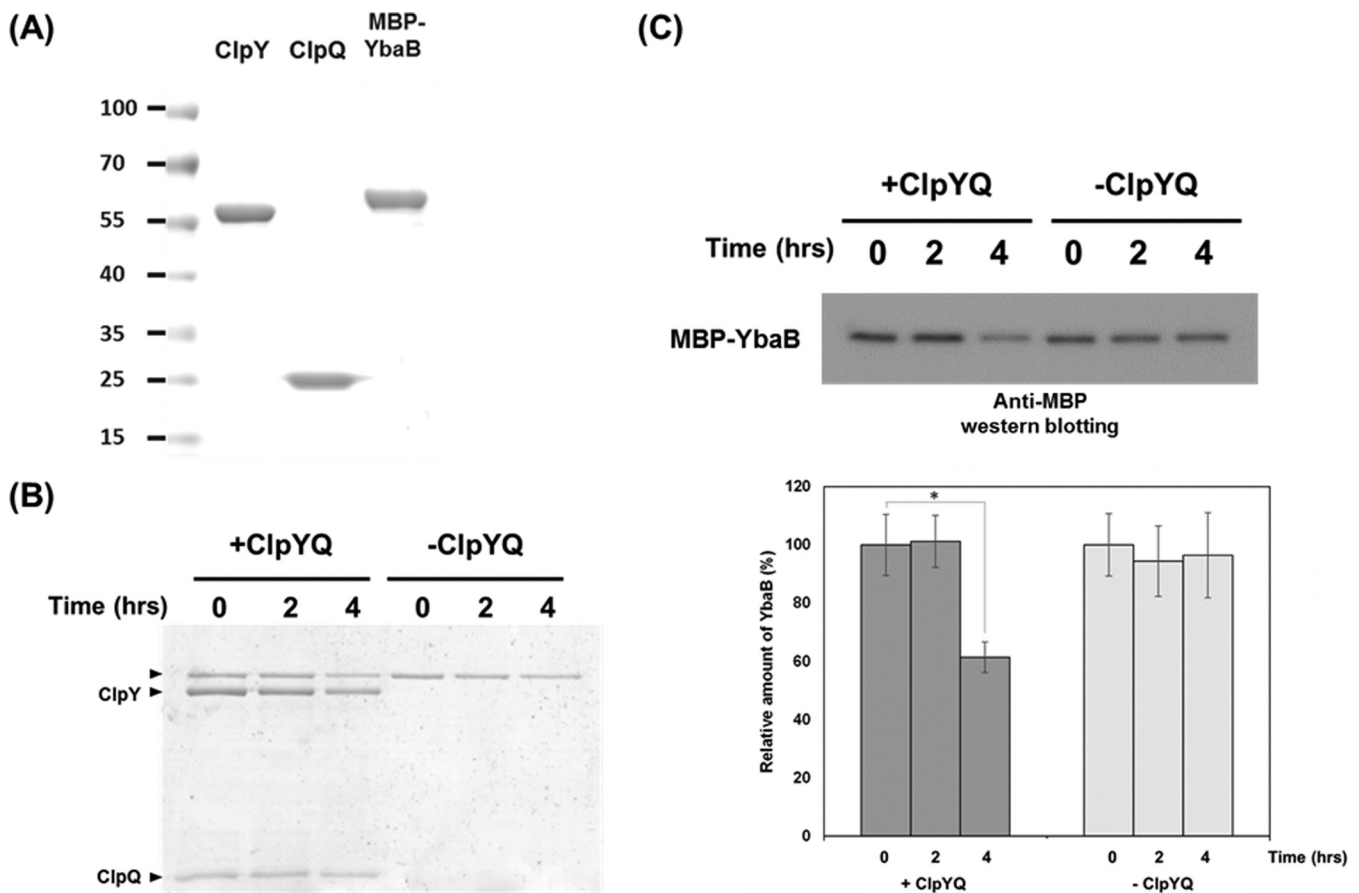 (A)
ClpY ClpQ MBP-
YbaB
100
70
55
40
35
25
15
(B)
+ClpYQ -ClpYQ
Time (hrs) 0 2 4 0 2 4
ClpY
ClpQ
(C)
+ClpYQ -ClpYQ
Time (hrs) 0 2 4 0 2 4
MBP-YbaB
Anti-MBP
western blotting
Relative amount of YbaB (%)
120
100
80
60
40
20
0
*
0 2 4 0 2 4 Time (hrs)
+ ClpYQ - ClpYQ